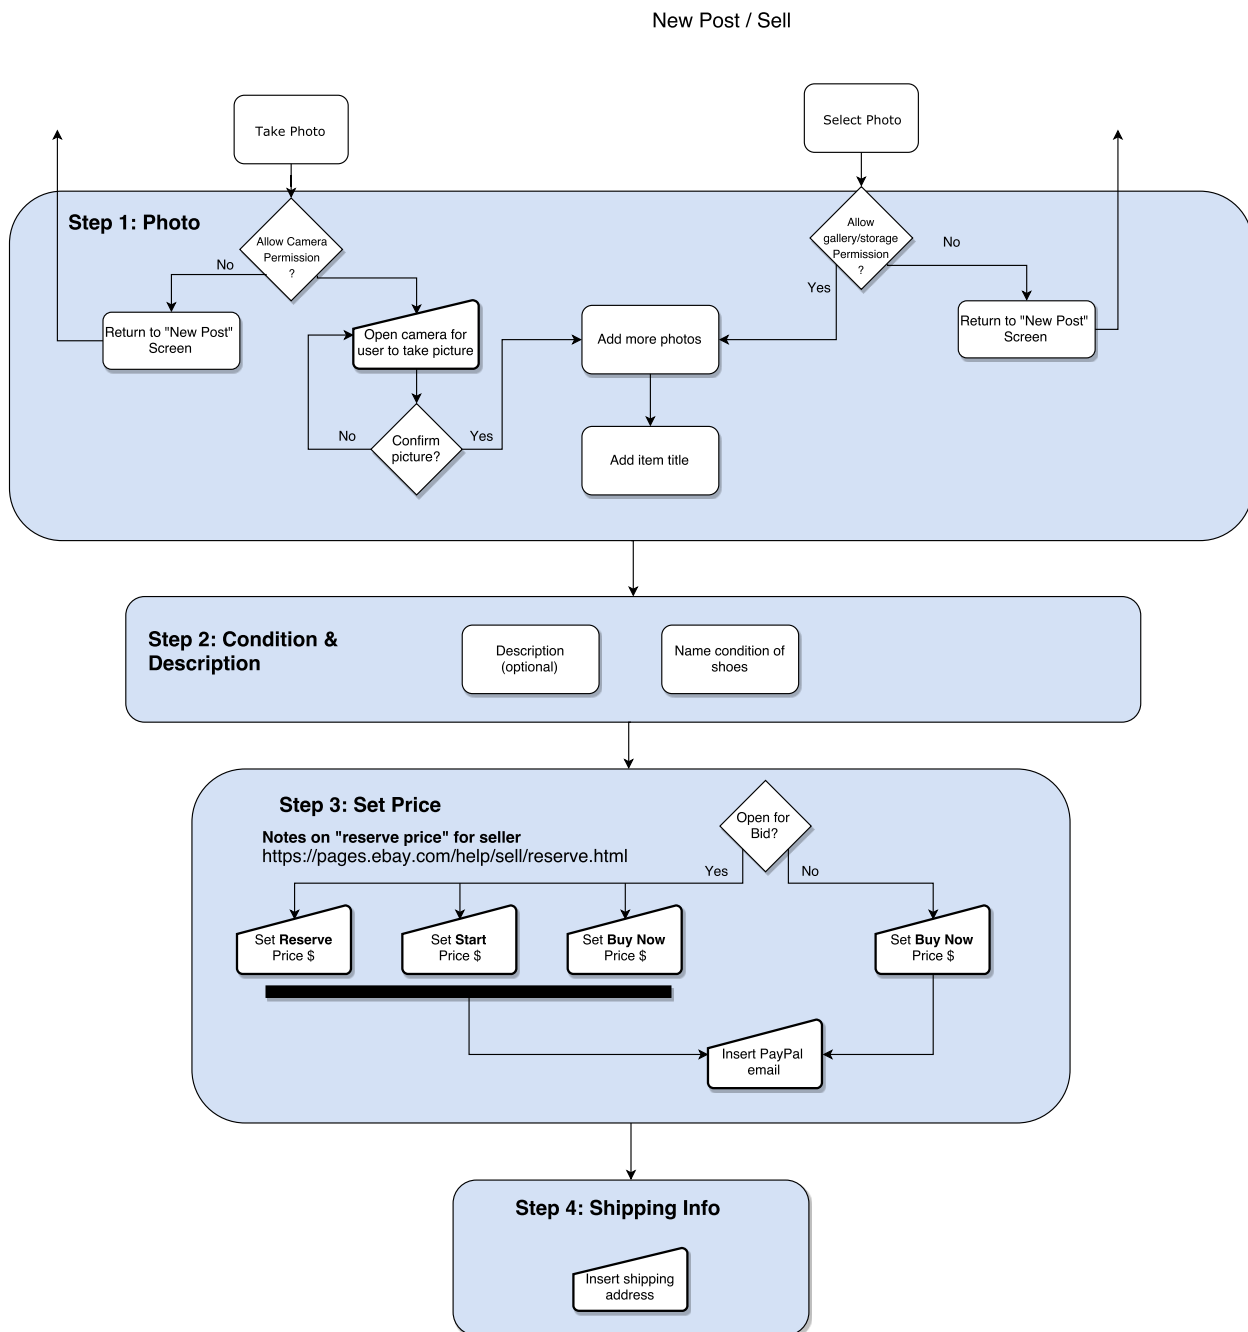 New Post / Sell
Take Photo
Select Photo
Step 1: Photo
Allow Camera
Permission
?
No
Allow
gallery/storage
Permission
?
No
Yes
Return to "New Post"
Screen
Open camera for
user to take picture
Add more photos
Return to "New Post"
Screen
No
Confirm
picture?
Yes
Add item title
Step 2: Condition &
Description
Description
(optional)
Name condition of
shoes
Step 3: Set Price
Notes on "reserve price" for seller
https://pages.ebay.com/help/sell/reserve.html
Open for
Bid?
Yes
No
Set Reserve
Price $
Set Start
Price $
Set Buy Now
Price $
Set Buy Now
Price $
Insert PayPal
email
Step 4: Shipping Info
Insert shipping
address